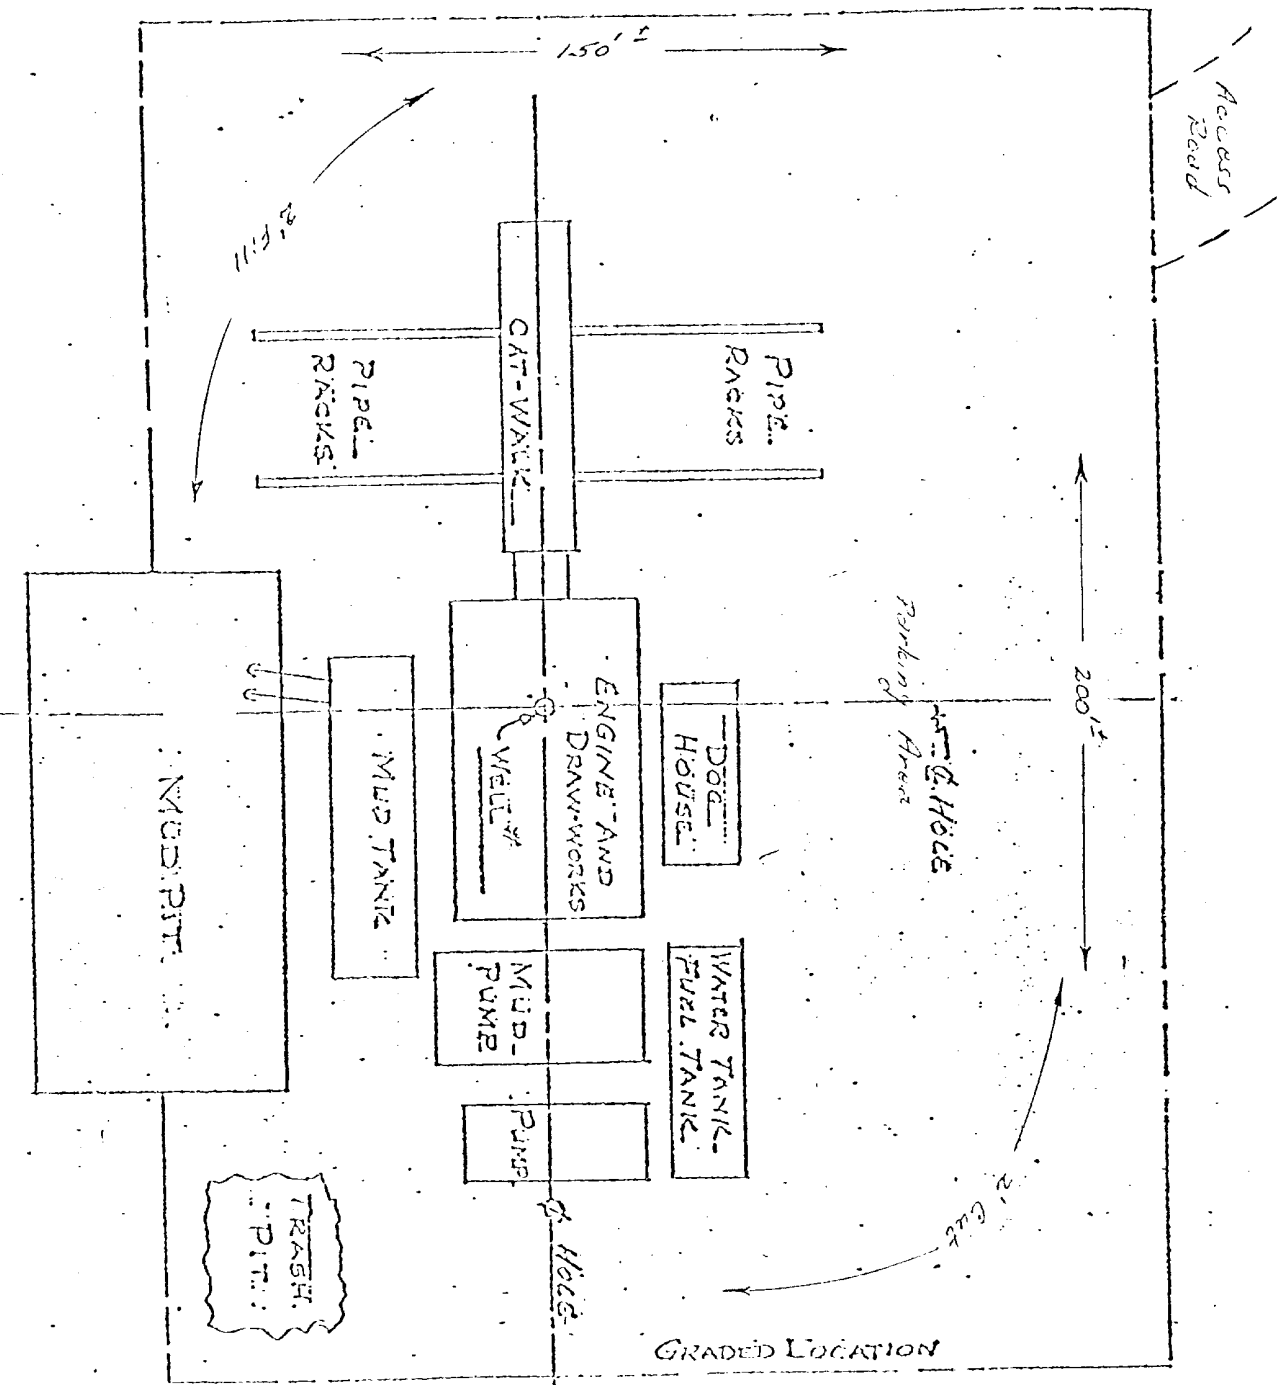 150' ±
Access
Road
2' Fill
CAT-WALK
PIPE
RACKS
PIPE
RACKS
200' ±
Parking Area
℄ HOLE
ENGINE AND
DRAW-WORKS
WELL
DOG
HOUSE
MUD TANK
MUD PIT
MUD
PUMP
WATER TANK
FUEL TANK
PUMP
2' Cut
℄ HOLE
TRASH
PIT
GRADED LOCATION